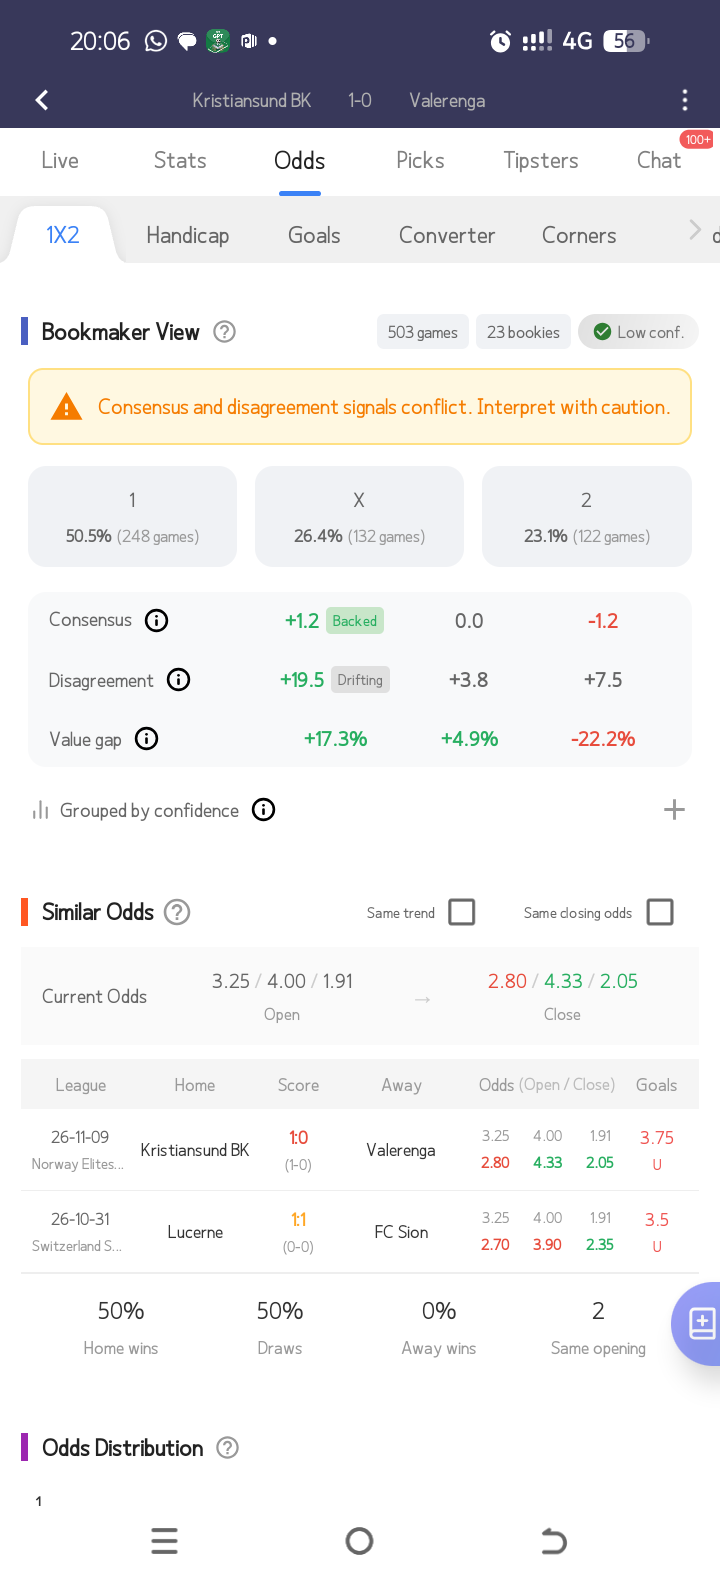 20:06 4G 56
Kristiansund BK 1-0 Valerenga
100+
Live Stats Odds Picks Tipsters Chat
1X2 Handicap Goals Converter Corners d
Bookmaker View ? 503 games 23 bookies Low conf.
Consensus and disagreement signals conflict. Interpret with caution.
1 X 2
50.5% (248 games) 26.4% (132 games) 23.1% (122 games)
Consensus +1.2 Backed 0.0 -1.2
Disagreement +19.5 Drifting +3.8 +7.5
Value gap +17.3% +4.9% -22.2%
Grouped by confidence
Similar Odds ? Same trend Same closing odds
Current Odds 3.25 / 4.00 / 1.91 → 2.80 / 4.33 / 2.05
Open Close
League Home Score Away Odds (Open / Close) Goals
26-11-09 Kristiansund BK 1:0 Valerenga 3.25 4.00 1.91 3.75
Norway Elites... (1-0) 2.80 4.33 2.05 U
26-10-31 Lucerne 1:1 FC Sion 3.25 4.00 1.91 3.5
Switzerland S... (0-0) 2.70 3.90 2.35 U
50% 50% 0% 2
Home wins Draws Away wins Same opening
Odds Distribution ?
1